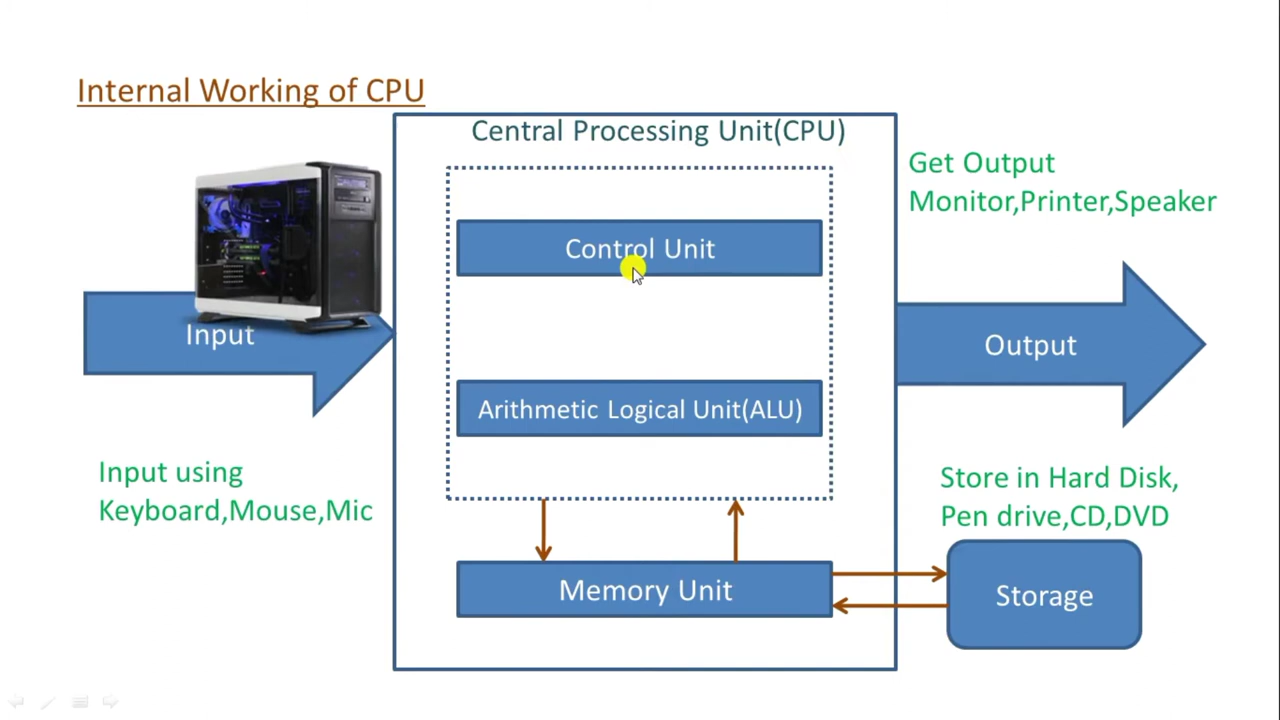 Internal Working of CPU
Central Processing Unit(CPU)
Get Output
Monitor,Printer,Speaker
Control Unit
Input
Output
Arithmetic Logical Unit(ALU)
Input using
Keyboard,Mouse,Mic
Store in Hard Disk,
Pen drive,CD,DVD
Memory Unit
Storage